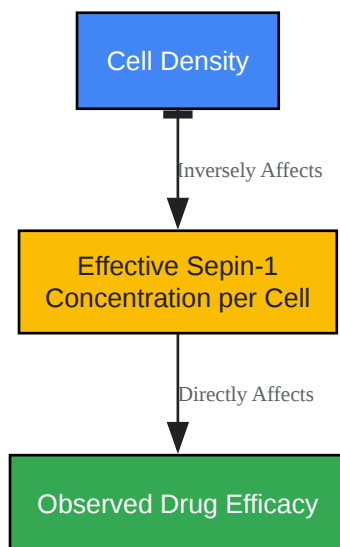 Cell Density
Inversely Affects
Effective Sepin-1
Concentration per Cell
Directly Affects
Observed Drug Efficacy